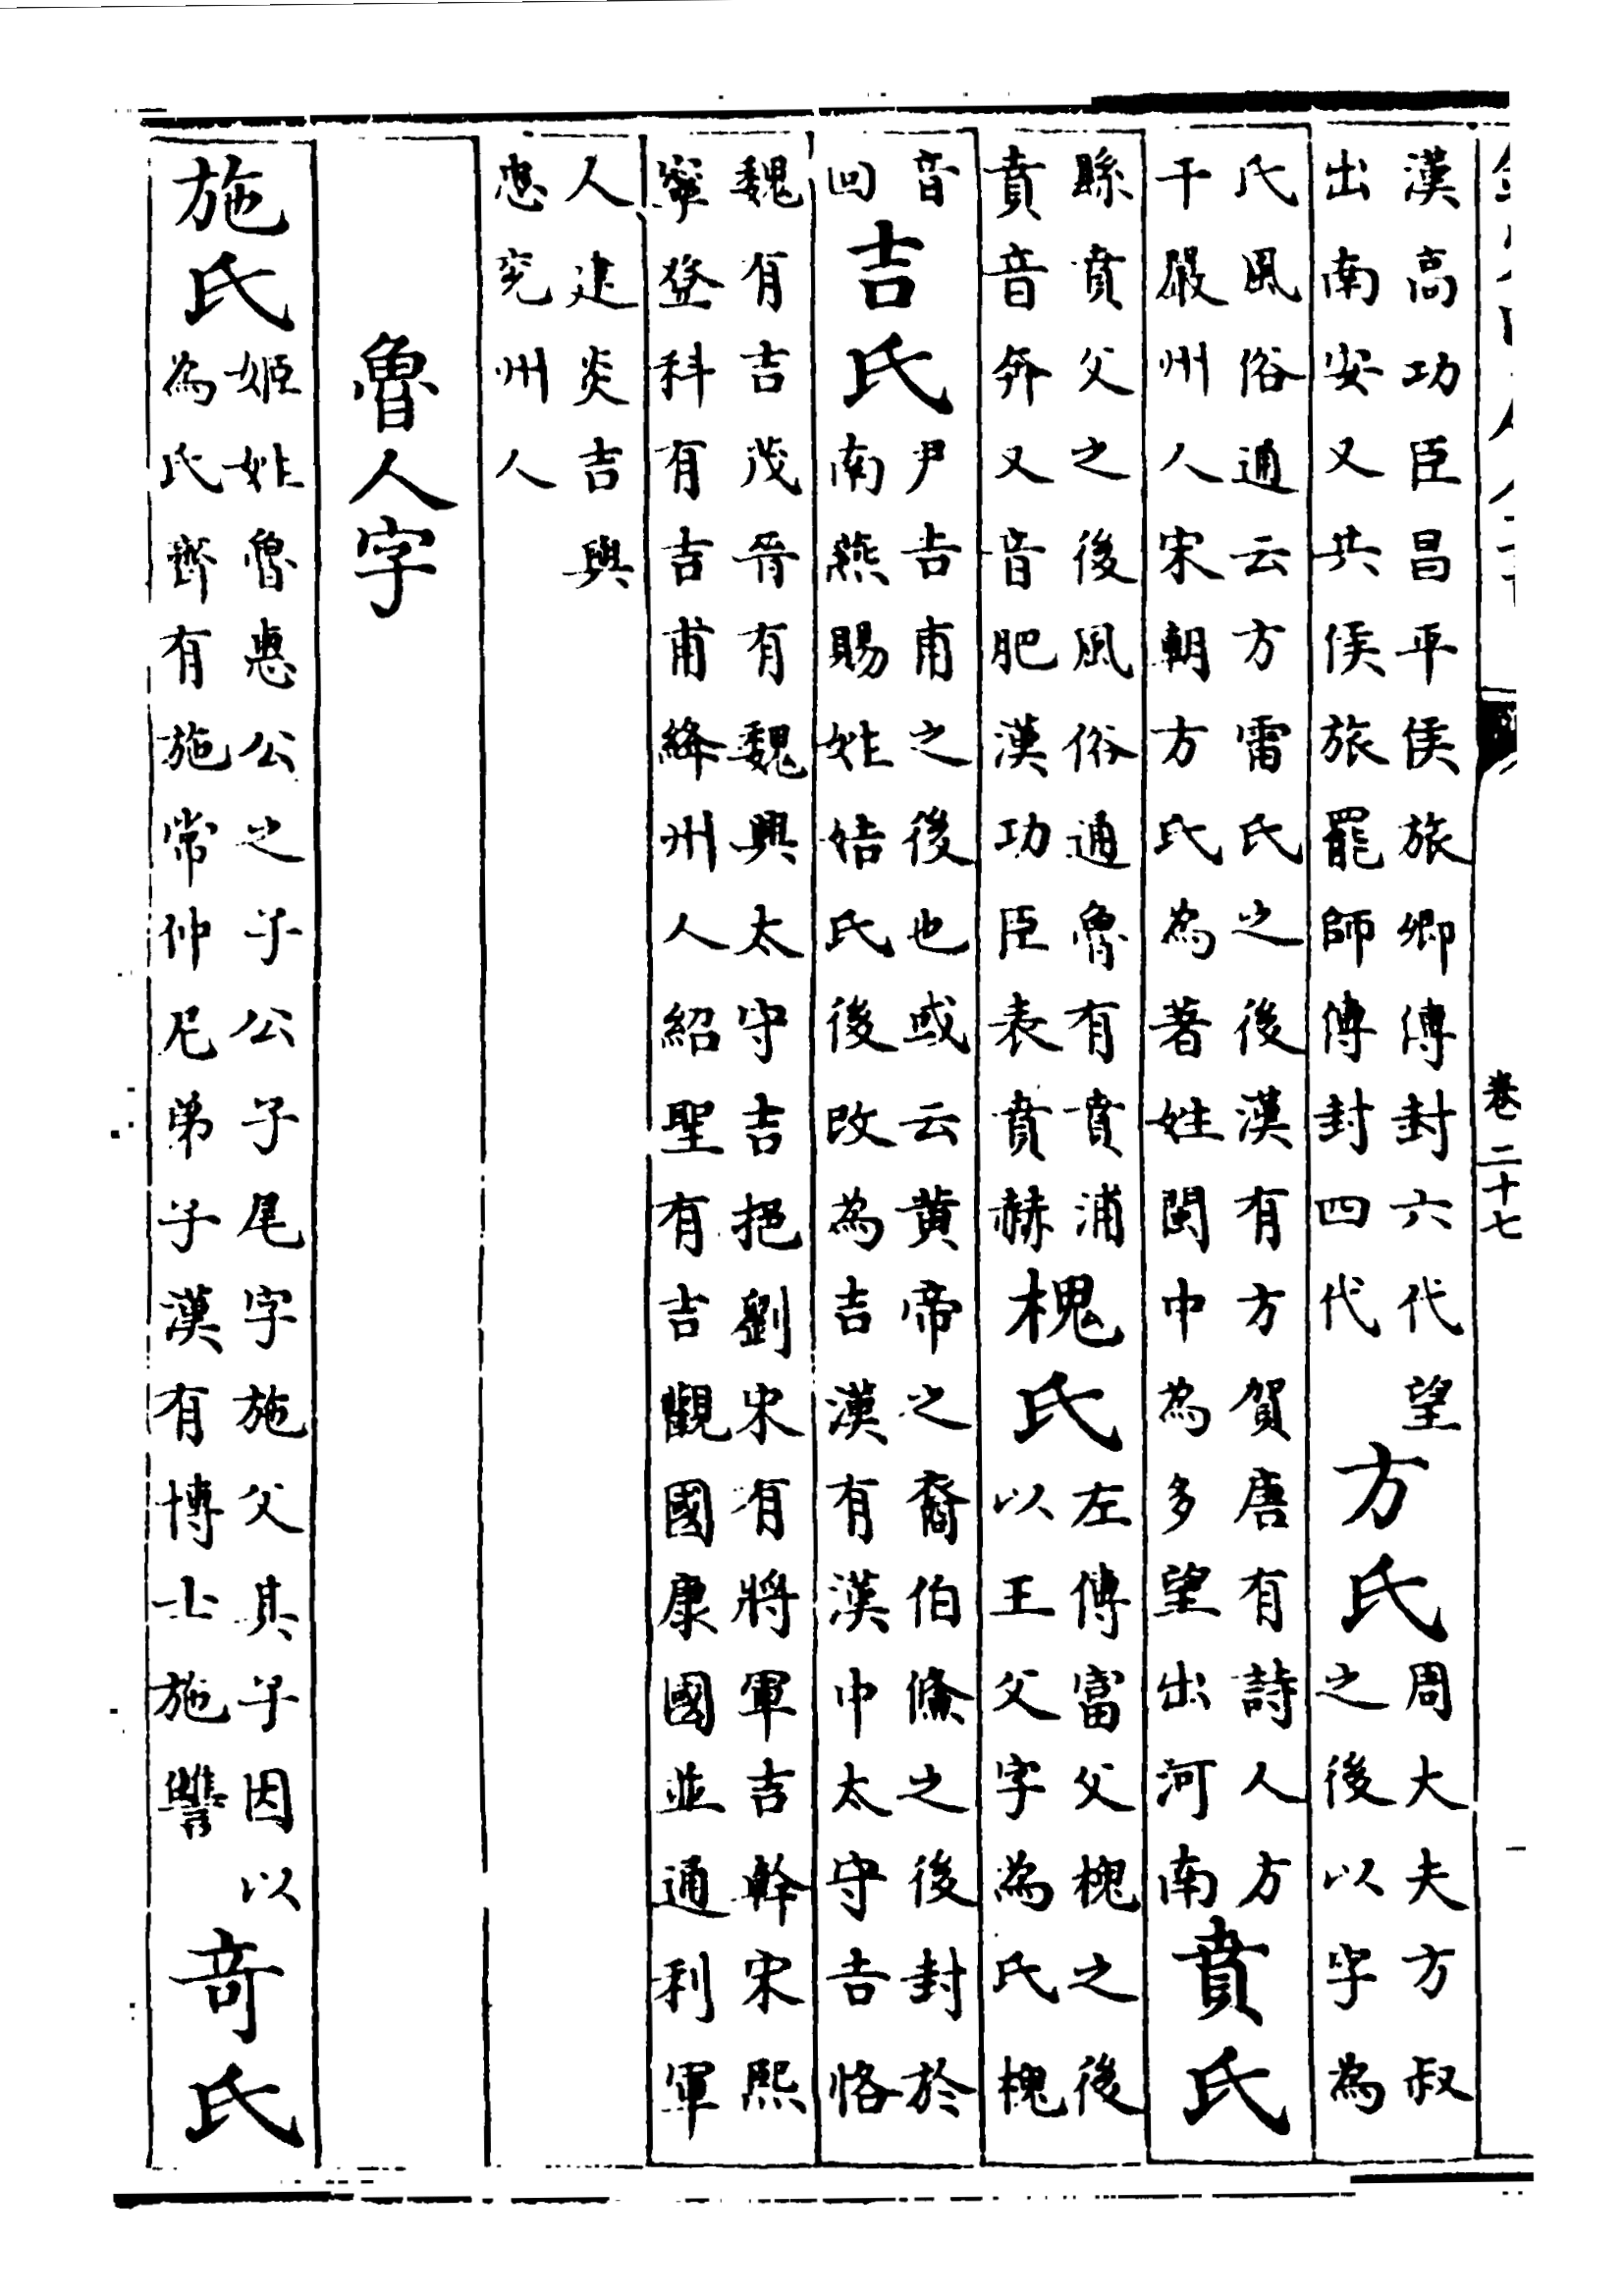 漢高功臣昌平侯旅卿傳封六代望
出南安又共侯旅罷師傳封四代
方氏
周大夫方叔
之後以字為
氏風俗通云方雷氏之後漢有方賀唐有詩人方
干嚴州人宋朝方氏為著姓閩中為多望出河南
賁氏
縣賁父之後風俗通魯有賁浦
賁音奔又音肥漢功臣表賁赫
槐氏
左傳富父槐之後
以王父字為氏槐
音
回
吉氏
尹吉甫之後也或云黃帝之裔伯鯈之後封於
南燕賜姓姞氏後改為吉漢有漢中太守吉恪
魏有吉茂晉有魏興太守吉挹劉宋有將軍吉幹宋熙
寧登科有吉甫絳州人紹聖有吉觀國康國並通利軍
人建炎吉與
忠兗州人
魯人字
施氏
姬姓魯惠公之子公子尾字施父其子因以
為氏齊有施常仲尼弟子漢有博士施讐
竒氏
卷二十七